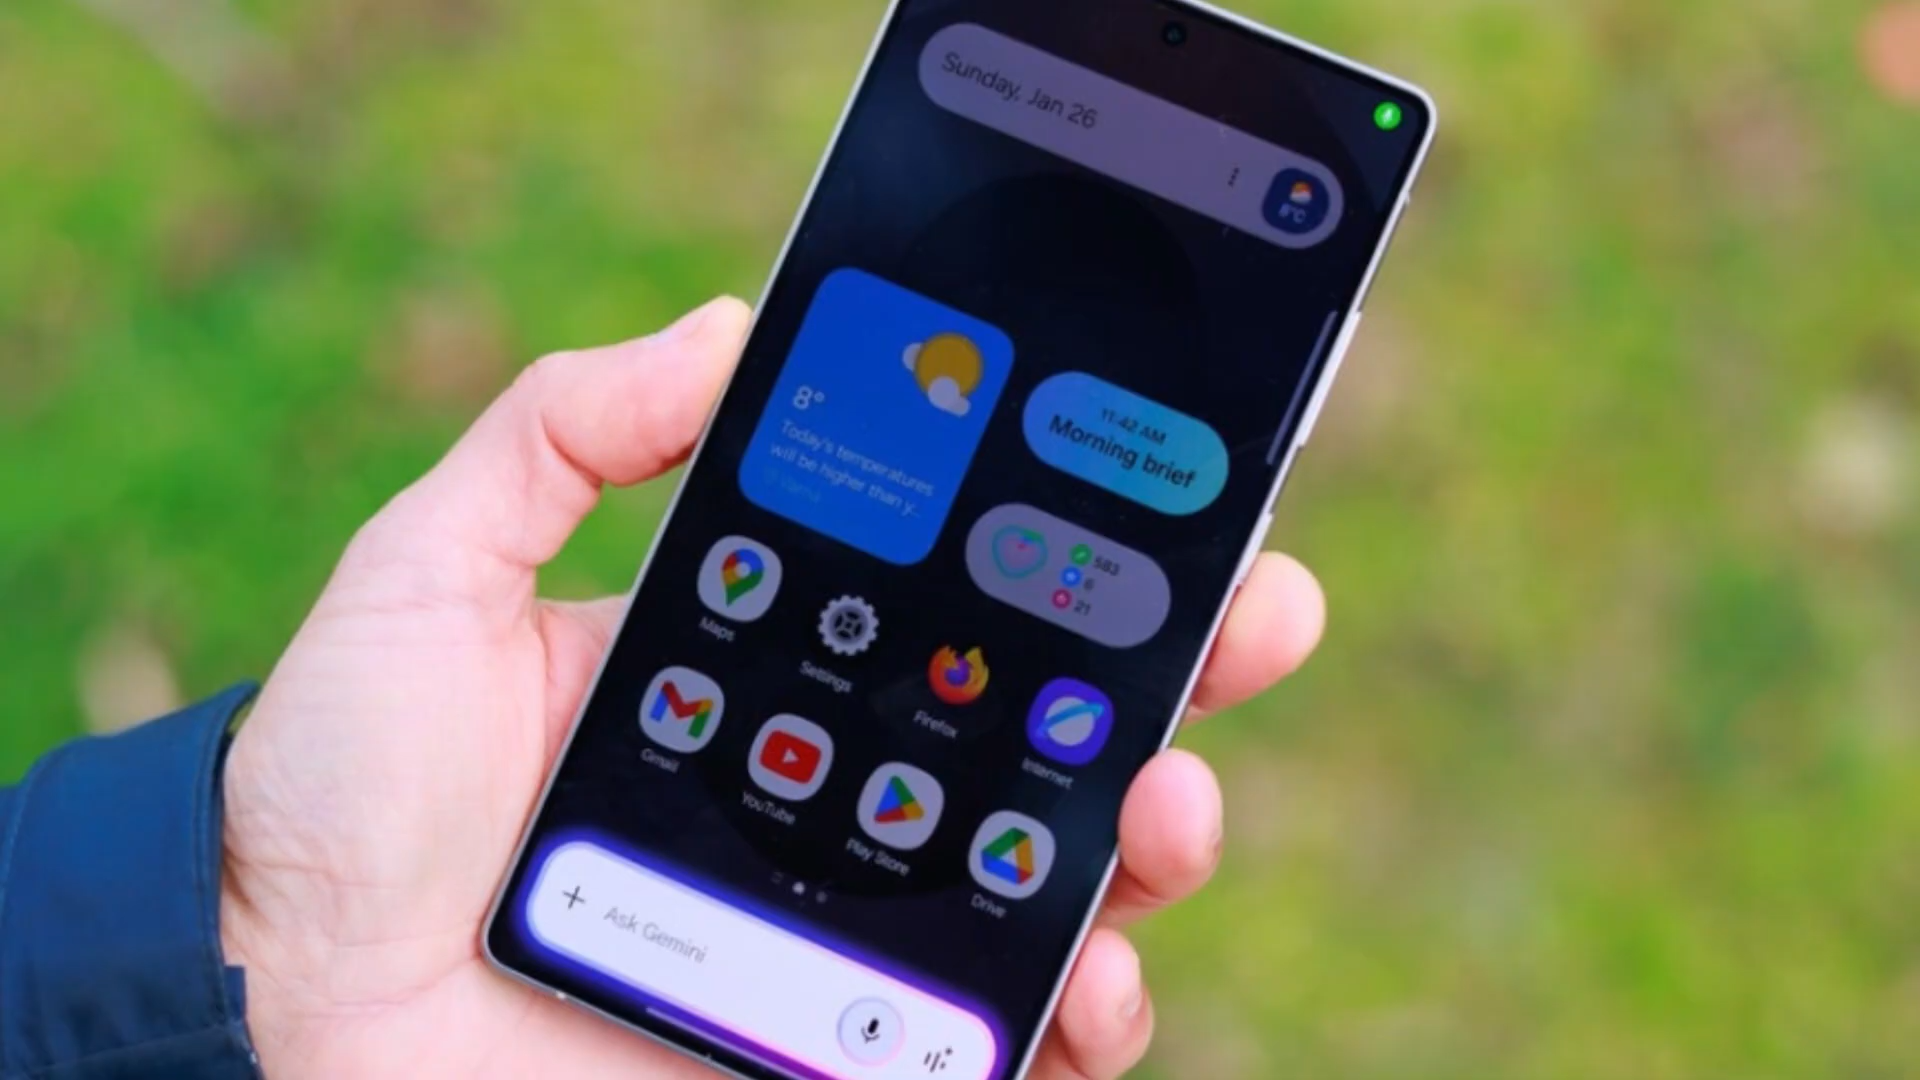 Sunday, Jan 26
8°C
8°
Today's temperatures
will be higher than y...
Varna
11:42 AM
Morning brief
583
6
21
Maps
Settings
Firefox
Internet
Gmail
YouTube
Play Store
Drive
Ask Gemini